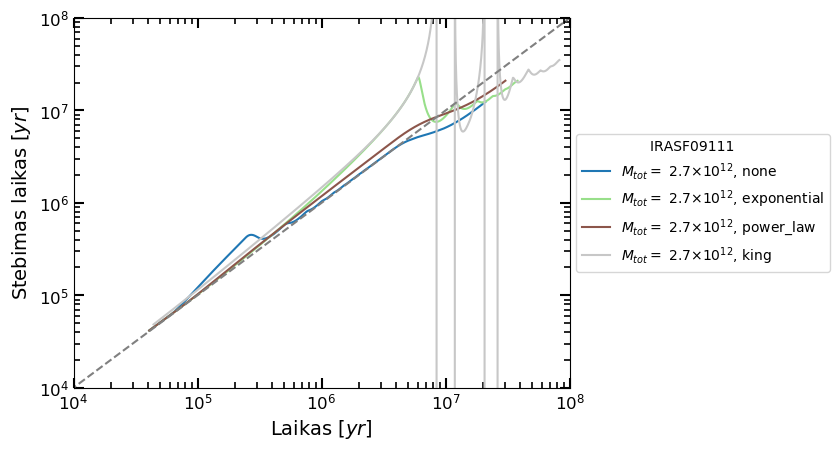 10^8
10^7
10^6
10^5
10^4
Stebimas laikas [yr]
10^4 10^5 10^6 10^7 10^8
Laikas [yr]
IRASF09111
M_tot = 2.7×10^12, none
M_tot = 2.7×10^12, exponential
M_tot = 2.7×10^12, power_law
M_tot = 2.7×10^12, king